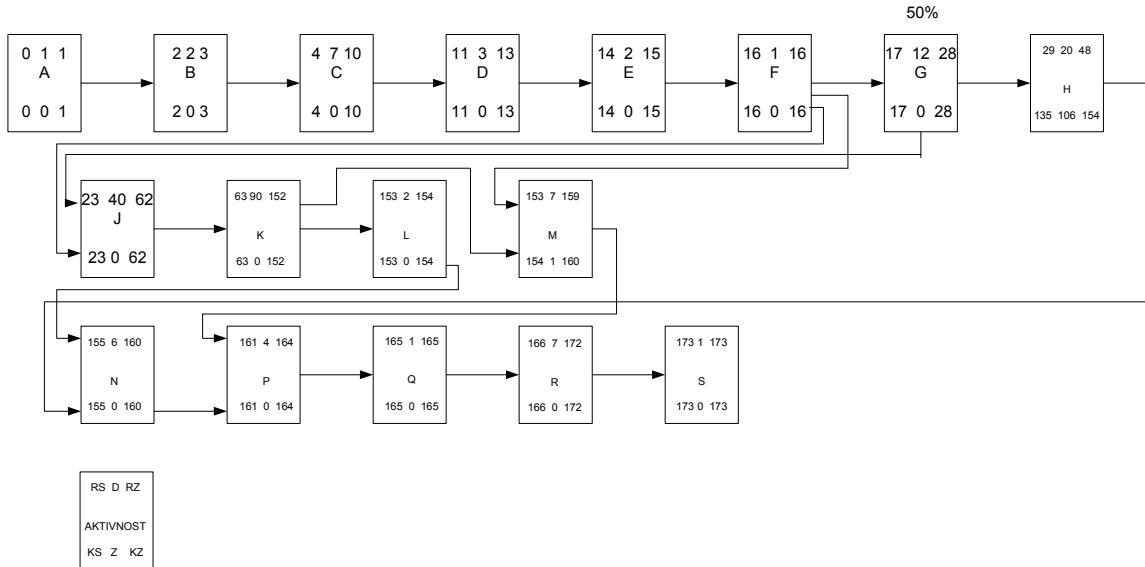 50%
0 1 1
A
0 0 1
2 2 3
B
2 0 3
4 7 10
C
4 0 10
11 3 13
D
11 0 13
14 2 15
E
14 0 15
16 1 16
F
16 0 16
17 12 28
G
17 0 28
29 20 48
H
135 106 154
23 40 62
J
23 0 62
63 90 152
K
63 0 152
153 2 154
L
153 0 154
153 7 159
M
154 1 160
155 6 160
N
155 0 160
161 4 164
P
161 0 164
165 1 165
Q
165 0 165
166 7 172
R
166 0 172
173 1 173
S
173 0 173
RS D RZ
AKTIVNOST
KS Z KZ